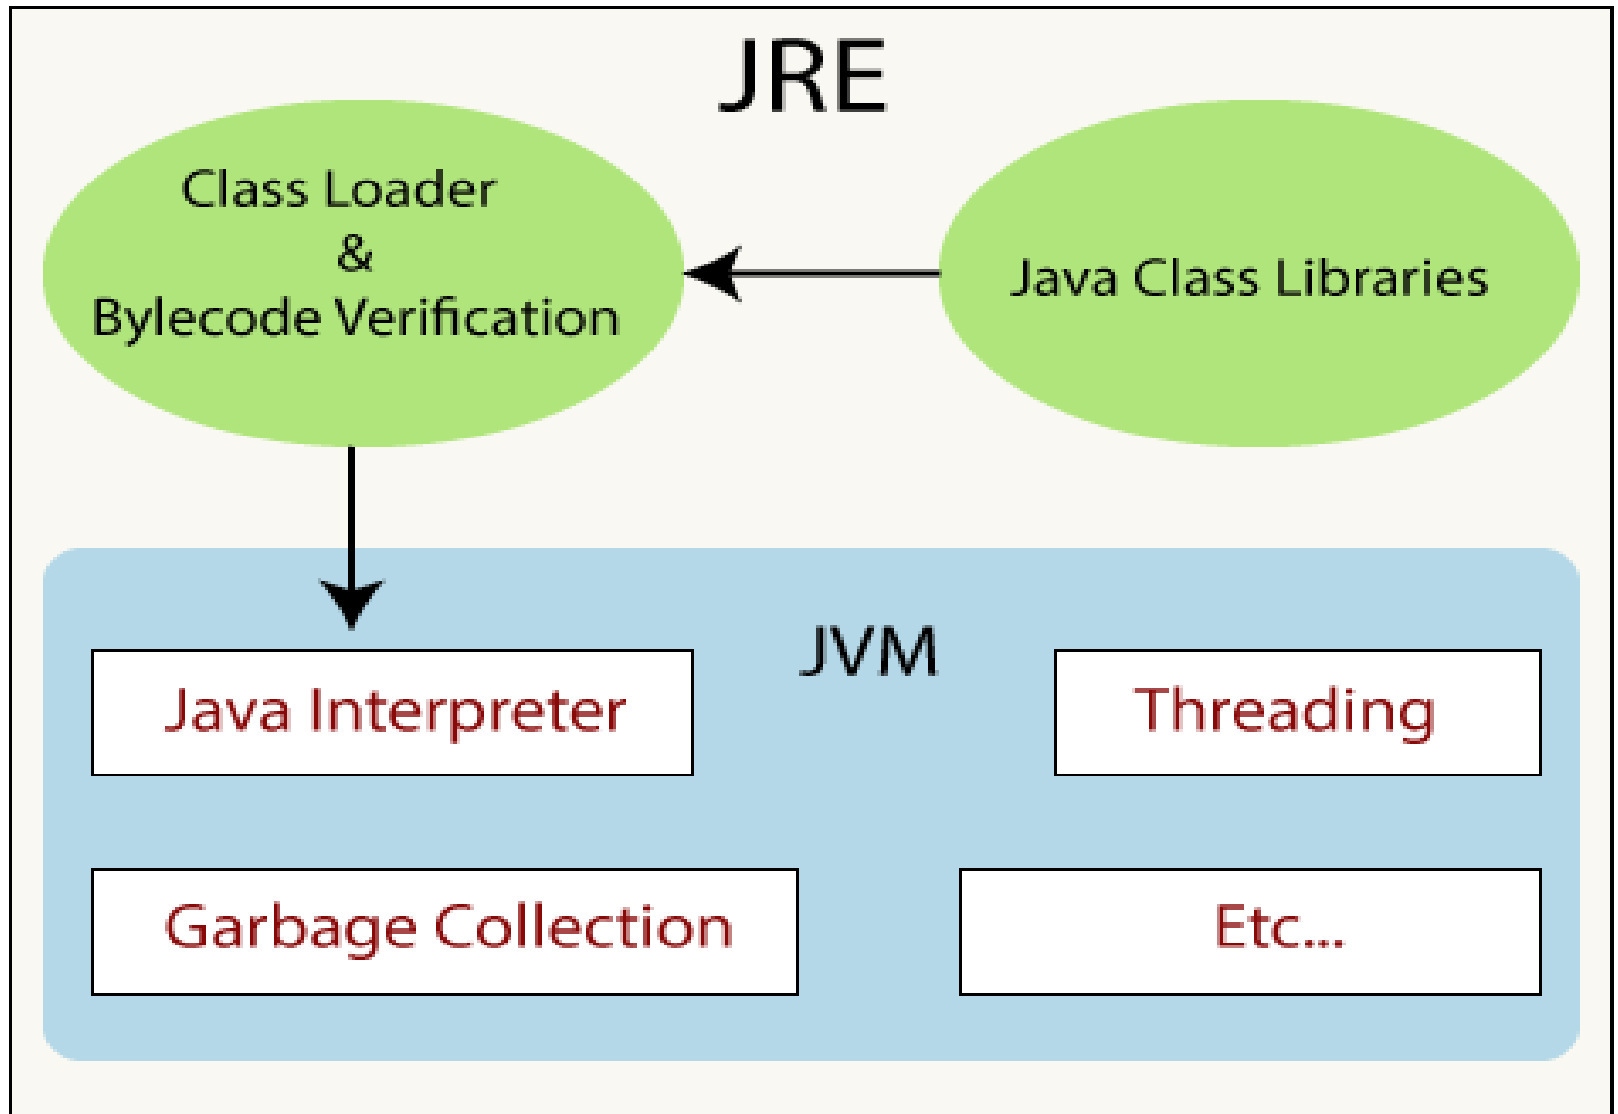 JRE
Class Loader
&
Bylecode Verification
Java Class Libraries
JVM
Java Interpreter
Threading
Garbage Collection
Etc...